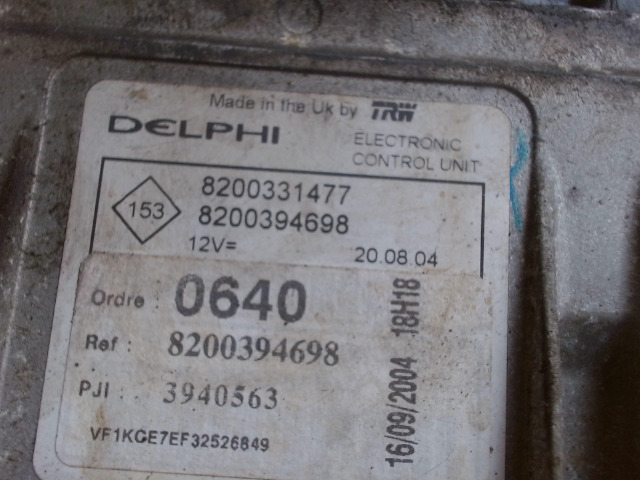 Made in the Uk by TRW
DELPHI
ELECTRONIC
CONTROL UNIT
153
8200331477
8200394698
12V=
20.08.04
Ordre : 0640
Ref : 8200394698
PJI : 3940563
VF1KGE7EF32526849
16/09/2004 18H18